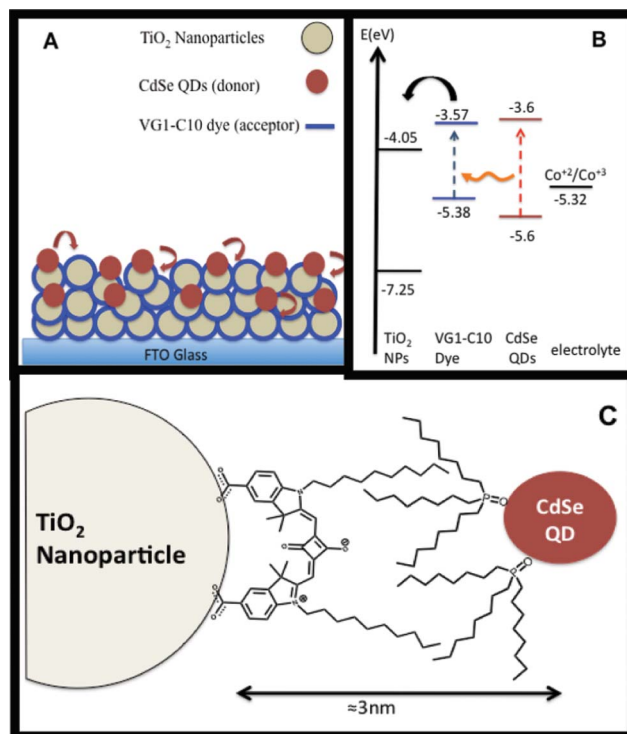 A
TiO2 Nanoparticles
CdSe QDs (donor)
VG1-C10 dye (acceptor)
FTO Glass
B
E(eV)
-3.57
-3.6
-4.05
Co+2/Co+3
-5.32
-5.38
-5.6
-7.25
TiO2 NPs
VG1-C10 Dye
CdSe QDs
electrolyte
C
TiO2
Nanoparticle
CdSe
QD
N
O
O
O
O
O
O
N
P
O
P
O
≈3nm